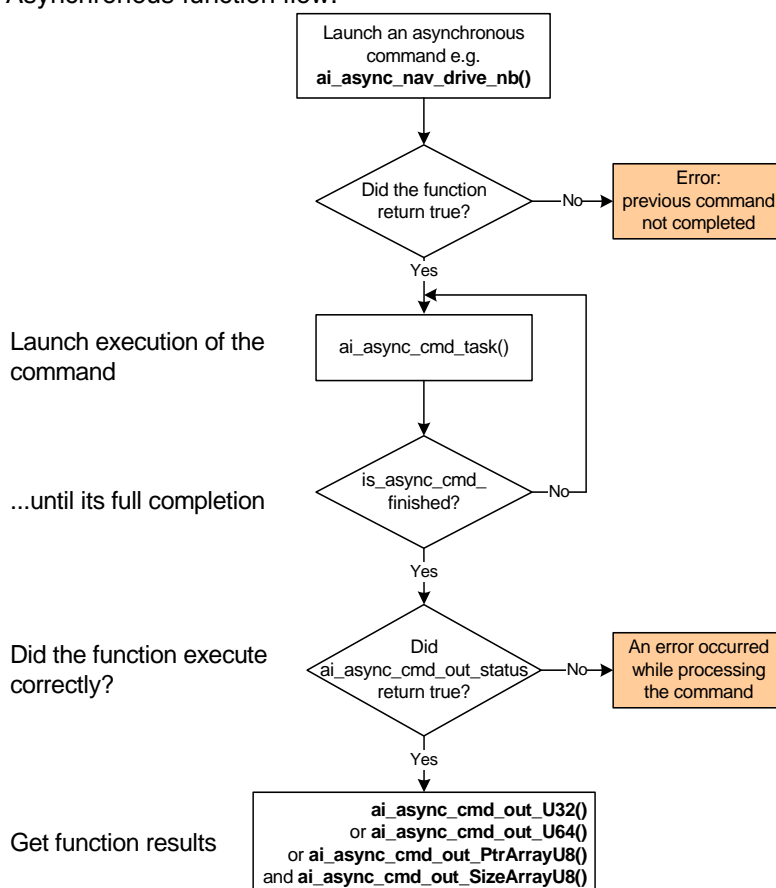 Asynchronous function flow:
Launch an asynchronous
command e.g.
ai_async_nav_drive_nb()
Did the function
return true?
No
Error:
previous command
not completed
Yes
Launch execution of the
command
ai_async_cmd_task()
...until its full completion
is_async_cmd_
finished?
No
Yes
Did the function execute
correctly?
Did
ai_async_cmd_out_status
return true?
No
An error occurred
while processing
the command
Yes
Get function results
ai_async_cmd_out_U32()
or ai_async_cmd_out_U64()
or ai_async_cmd_out_PtrArrayU8()
and ai_async_cmd_out_SizeArrayU8()